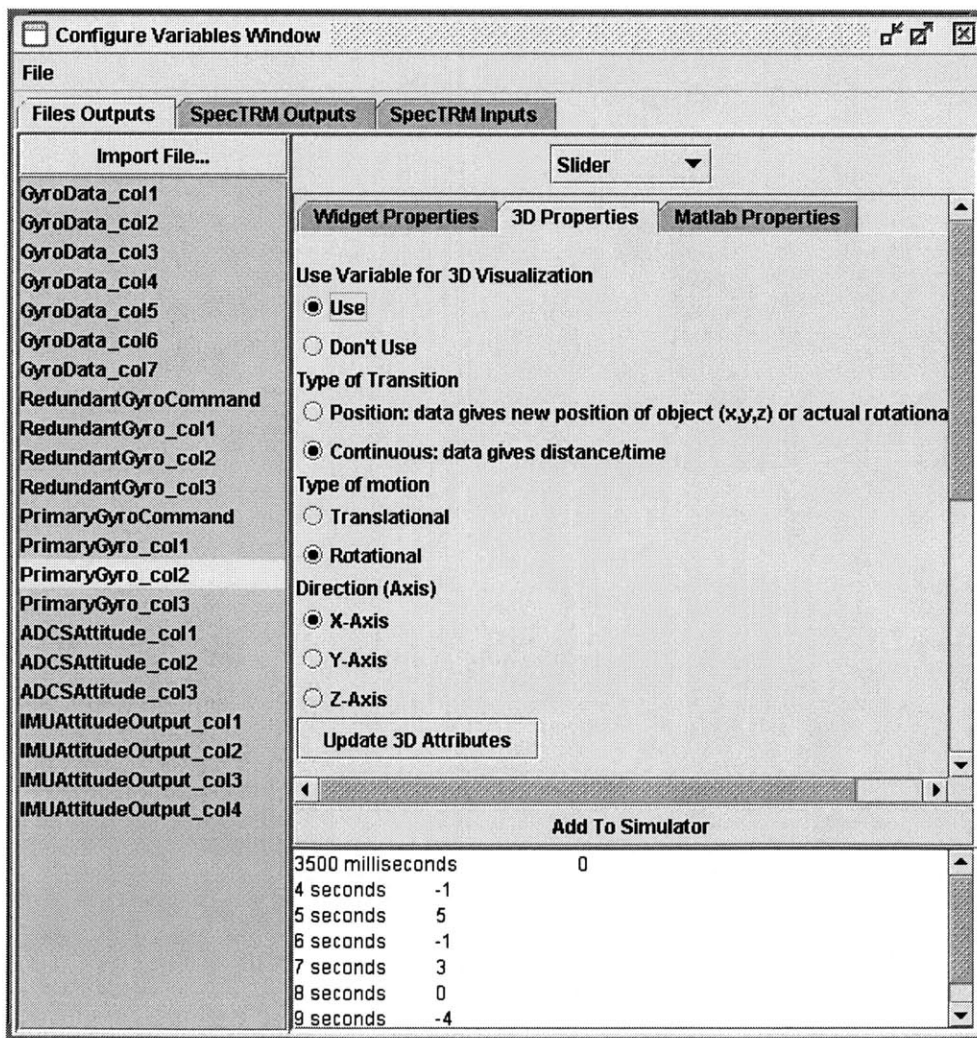 Configure Variables Window
File
Files Outputs SpecTRM Outputs SpecTRM Inputs
Import File...
GyroData_col1
GyroData_col2
GyroData_col3
GyroData_col4
GyroData_col5
GyroData_col6
GyroData_col7
RedundantGyroCommand
RedundantGyro_col1
RedundantGyro_col2
RedundantGyro_col3
PrimaryGyroCommand
PrimaryGyro_col1
PrimaryGyro_col2
PrimaryGyro_col3
ADCSAttitude_col1
ADCSAttitude_col2
ADCSAttitude_col3
IMUAttitudeOutput_col1
IMUAttitudeOutput_col2
IMUAttitudeOutput_col3
IMUAttitudeOutput_col4
Slider
Widget Properties 3D Properties Matlab Properties
Use Variable for 3D Visualization
Use
Don't Use
Type of Transition
Position: data gives new position of object (x,y,z) or actual rotationa
Continuous: data gives distance/time
Type of motion
Translational
Rotational
Direction (Axis)
X-Axis
Y-Axis
Z-Axis
Update 3D Attributes
Add To Simulator
3500 milliseconds 0
4 seconds -1
5 seconds 5
6 seconds -1
7 seconds 3
8 seconds 0
9 seconds -4